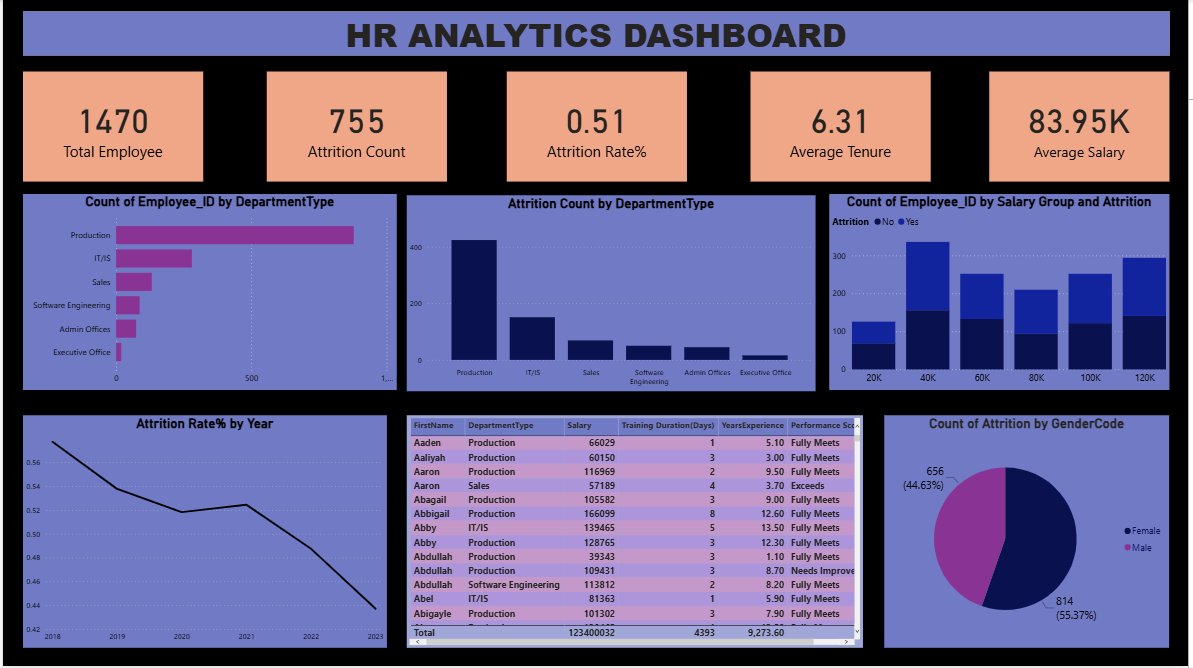 HR ANALYTICS DASHBOARD
1470
Total Employee
755
Attrition Count
0.51
Attrition Rate%
6.31
Average Tenure
83.95K
Average Salary
Count of Employee_ID by DepartmentType
Production
IT/IS
Sales
Software Engineering
Admin Offices
Executive Office
0 500 1,...
Attrition Count by DepartmentType
400
200
0
Production IT/IS Sales Software Engineering Admin Offices Executive Office
Count of Employee_ID by Salary Group and Attrition
Attrition No Yes
300
200
100
0
20K 40K 60K 80K 100K 120K
Attrition Rate% by Year
0.56
0.54
0.52
0.50
0.48
0.46
0.44
0.42
2018 2019 2020 2021 2022 2023
FirstName DepartmentType Salary Training Duration(Days) YearsExperience Performance Sco
Aaden Production 66029 1 5.10 Fully Meets
Aaliyah Production 60150 3 3.00 Fully Meets
Aaron Production 116969 2 9.50 Fully Meets
Aaron Sales 57189 4 3.70 Exceeds
Abagail Production 105582 3 9.00 Fully Meets
Abbigail Production 166099 8 12.60 Fully Meets
Abby IT/IS 139465 5 13.50 Fully Meets
Abby Production 128765 3 12.30 Fully Meets
Abdullah Production 39343 3 1.10 Fully Meets
Abdullah Production 109431 3 8.70 Needs Improve
Abdullah Software Engineering 113812 2 8.20 Fully Meets
Abel IT/IS 81363 1 5.90 Fully Meets
Abigayle Production 101302 3 7.90 Fully Meets
Total 123400032 4393 9,273.60
Count of Attrition by GenderCode
656
(44.63%)
Female
Male
814
(55.37%)